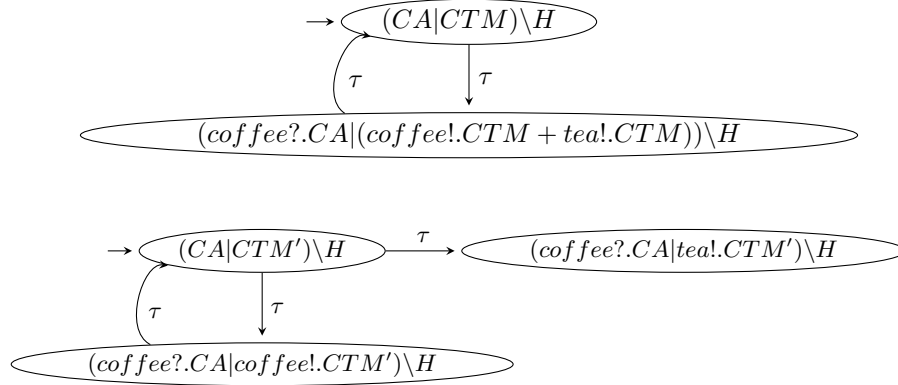 (CA|CTM)\H
τ
τ
(coffee?.CA|(coffee!.CTM + tea!.CTM))\H
(CA|CTM′)\H
τ
(coffee?.CA|tea!.CTM′)\H
τ
τ
(coffee?.CA|coffee!.CTM′)\H